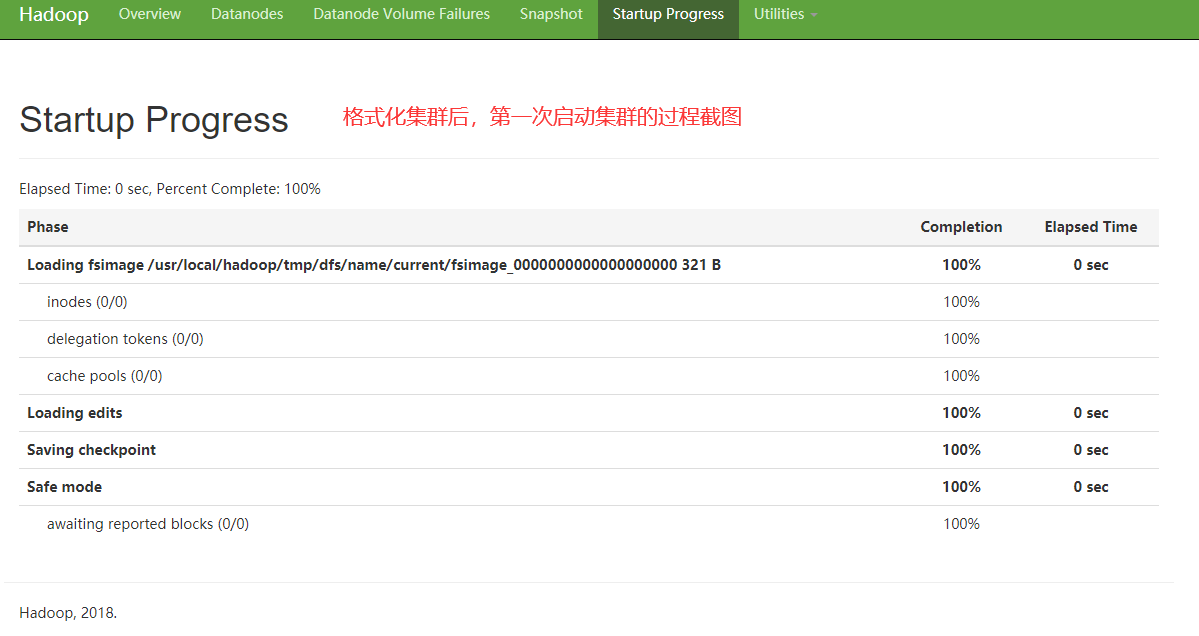 Hadoop Overview Datanodes Datanode Volume Failures Snapshot Startup Progress Utilities
Startup Progress 格式化集群后，第一次启动集群的过程截图
Elapsed Time: 0 sec, Percent Complete: 100%
Phase Completion Elapsed Time
Loading fsimage /usr/local/hadoop/tmp/dfs/name/current/fsimage_0000000000000000000 321 B 100% 0 sec
inodes (0/0) 100%
delegation tokens (0/0) 100%
cache pools (0/0) 100%
Loading edits 100% 0 sec
Saving checkpoint 100% 0 sec
Safe mode 100% 0 sec
awaiting reported blocks (0/0) 100%
Hadoop, 2018.